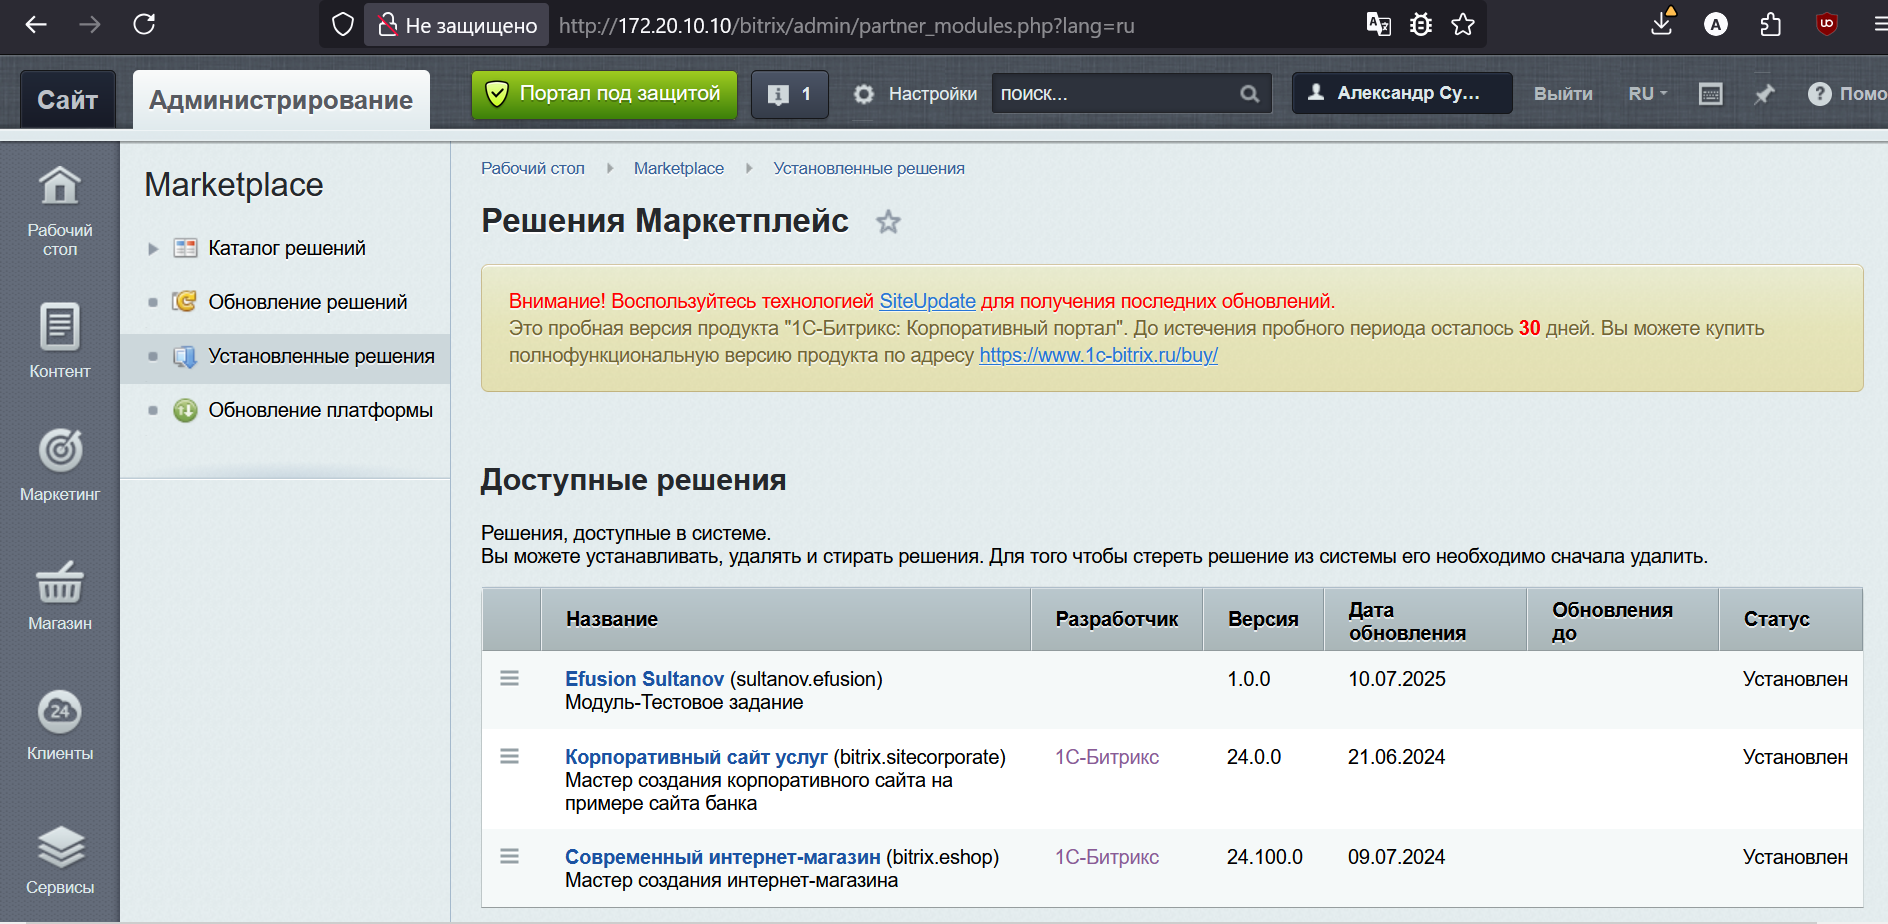 Не защищено
http://172.20.10.10/bitrix/admin/partner_modules.php?lang=ru
Сайт
Администрирование
Портал под защитой
1
Настройки
поиск...
Александр Су...
Выйти
RU
Помо
Рабочий стол
Контент
Маркетинг
Магазин
24
Клиенты
Сервисы
Marketplace
Каталог решений
Обновление решений
Установленные решения
Обновление платформы
Рабочий стол
Marketplace
Установленные решения
Решения Маркетплейс
Внимание! Воспользуйтесь технологией SiteUpdate для получения последних обновлений.
Это пробная версия продукта "1С-Битрикс: Корпоративный портал". До истечения пробного периода осталось 30 дней. Вы можете купить
полнофункциональную версию продукта по адресу https://www.1c-bitrix.ru/buy/
Доступные решения
Решения, доступные в системе.
Вы можете устанавливать, удалять и стирать решения. Для того чтобы стереть решение из системы его необходимо сначала удалить.
Название Разработчик Версия Дата обновления Обновления до Статус
Efusion Sultanov (sultanov.efusion) 1.0.0 10.07.2025 Установлен
Модуль-Тестовое задание
Корпоративный сайт услуг (bitrix.sitecorporate) 1С-Битрикс 24.0.0 21.06.2024 Установлен
Мастер создания корпоративного сайта на
примере сайта банка
Современный интернет-магазин (bitrix.eshop) 1С-Битрикс 24.100.0 09.07.2024 Установлен
Мастер создания интернет-магазина